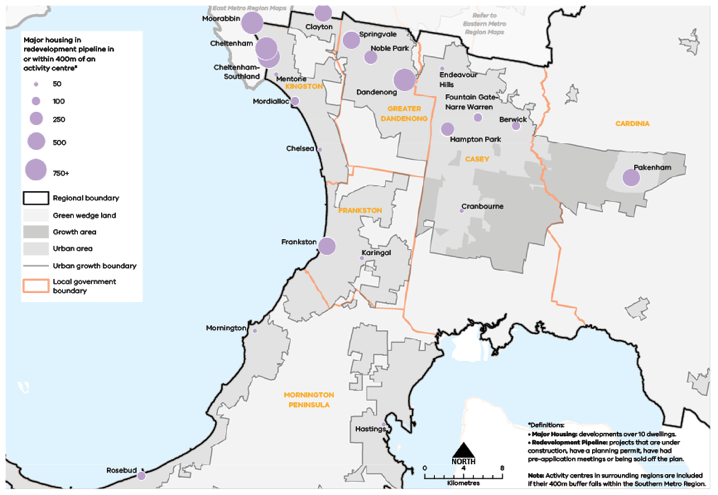 East Metro Region Maps
Refer to
Eastern Metro
Region Maps
Major housing in
redevelopment pipeline in
or within 400m of an
activity centre*
50
100
250
500
750+
Regional boundary
Green wedge land
Growth area
Urban area
Urban growth boundary
Local government
boundary
Moorabbin
Clayton
Springvale
Cheltenham
Noble Park
Cheltenham-
Southland
Mentone
KINGSTON
Mordialloc
Dandenong
GREATER
DANDENONG
Endeavour
Hills
Fountain Gate-
Narre Warren
Berwick
Hampton Park
CASEY
CARDINIA
Pakenham
Chelsea
Cranbourne
FRANKSTON
Frankston
Karingal
Mornington
MORNINGTON
PENINSULA
Hastings
Rosebud
NORTH
0 4 8
Kilometres
*Definitions:
• Major Housing: developments over 10 dwellings.
• Redevelopment Pipeline: projects that are under
construction, have a planning permit, have had
pre-application meetings or being sold off the plan.
Note: Activity centres in surrounding regions are included
if their 400m buffer falls within the Southern Metro Region.